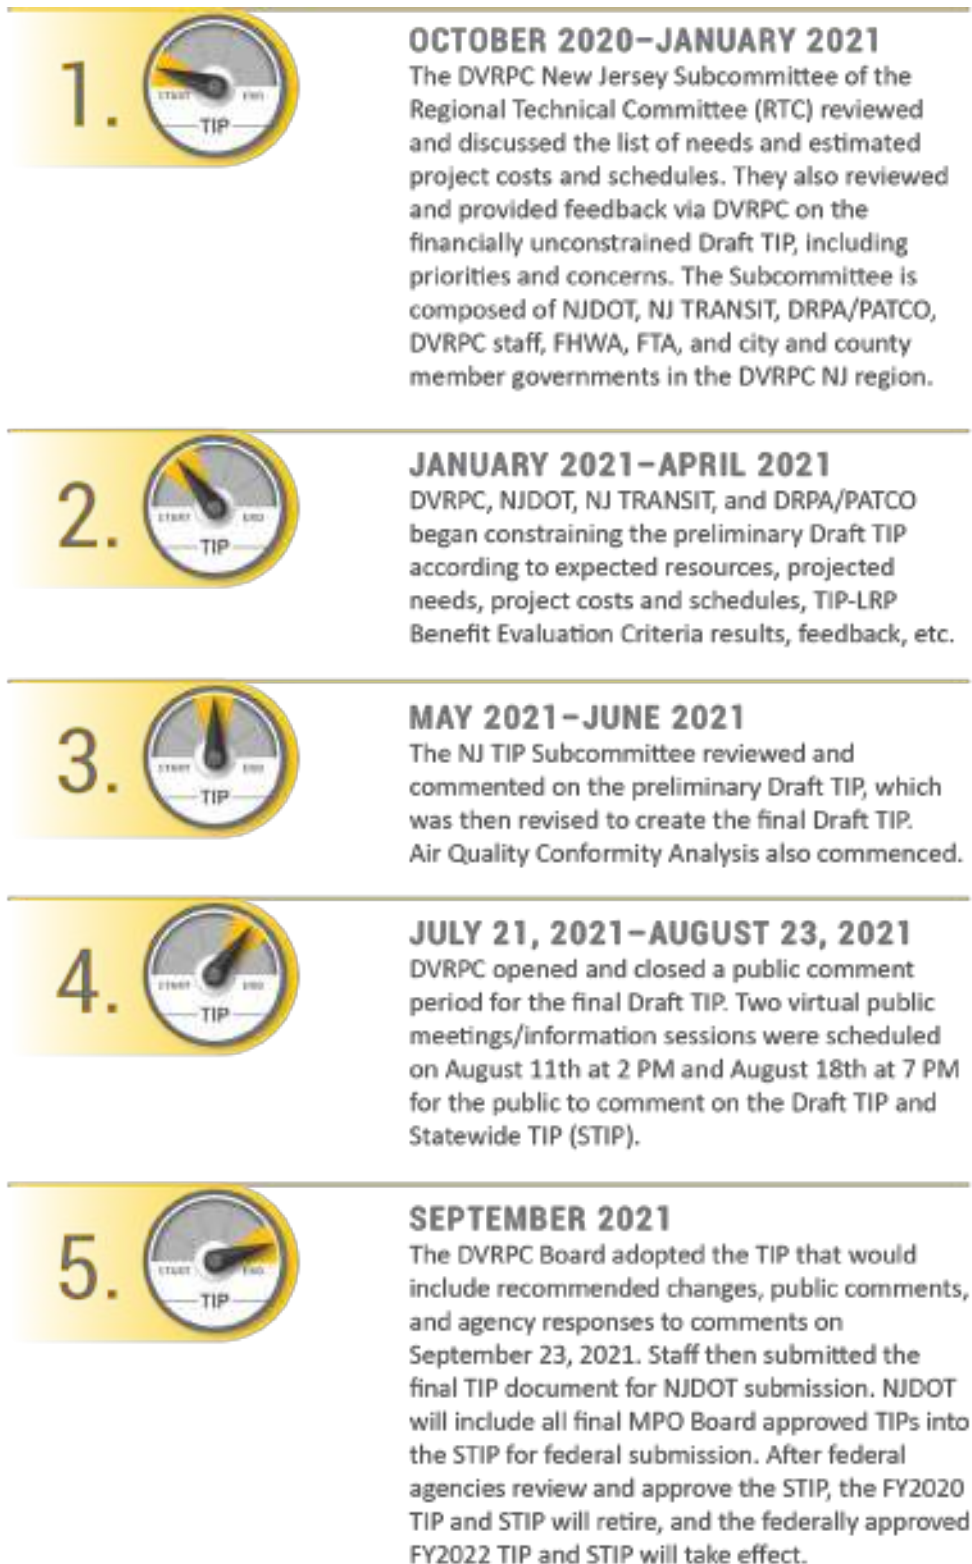 1.
START END
TIP
OCTOBER 2020–JANUARY 2021
The DVRPC New Jersey Subcommittee of the
Regional Technical Committee (RTC) reviewed
and discussed the list of needs and estimated
project costs and schedules. They also reviewed
and provided feedback via DVRPC on the
financially unconstrained Draft TIP, including
priorities and concerns. The Subcommittee is
composed of NJDOT, NJ TRANSIT, DRPA/PATCO,
DVRPC staff, FHWA, FTA, and city and county
member governments in the DVRPC NJ region.
2.
START END
TIP
JANUARY 2021–APRIL 2021
DVRPC, NJDOT, NJ TRANSIT, and DRPA/PATCO
began constraining the preliminary Draft TIP
according to expected resources, projected
needs, project costs and schedules, TIP-LRP
Benefit Evaluation Criteria results, feedback, etc.
3.
START END
TIP
MAY 2021–JUNE 2021
The NJ TIP Subcommittee reviewed and
commented on the preliminary Draft TIP, which
was then revised to create the final Draft TIP.
Air Quality Conformity Analysis also commenced.
4.
START END
TIP
JULY 21, 2021–AUGUST 23, 2021
DVRPC opened and closed a public comment
period for the final Draft TIP. Two virtual public
meetings/information sessions were scheduled
on August 11th at 2 PM and August 18th at 7 PM
for the public to comment on the Draft TIP and
Statewide TIP (STIP).
5.
START END
TIP
SEPTEMBER 2021
The DVRPC Board adopted the TIP that would
include recommended changes, public comments,
and agency responses to comments on
September 23, 2021. Staff then submitted the
final TIP document for NJDOT submission. NJDOT
will include all final MPO Board approved TIPs into
the STIP for federal submission. After federal
agencies review and approve the STIP, the FY2020
TIP and STIP will retire, and the federally approved
FY2022 TIP and STIP will take effect.